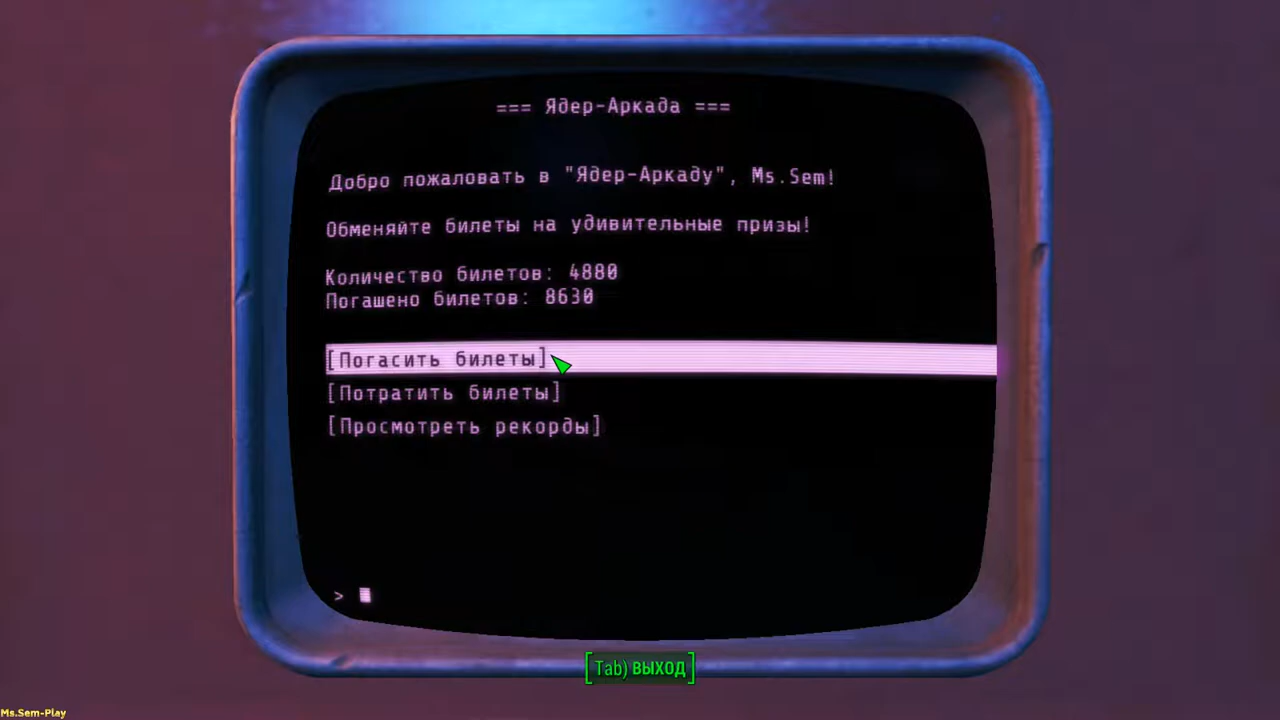 === Ядер-Аркада ===
Добро пожаловать в "Ядер-Аркаду", Ms.Sem!
Обменяйте билеты на удивительные призы!
Количество билетов: 4880
Погашено билетов: 8630
[Погасить билеты]
[Потратить билеты]
[Просмотреть рекорды]
>
[Tab) ВЫХОД]
Ms.Sem-Play